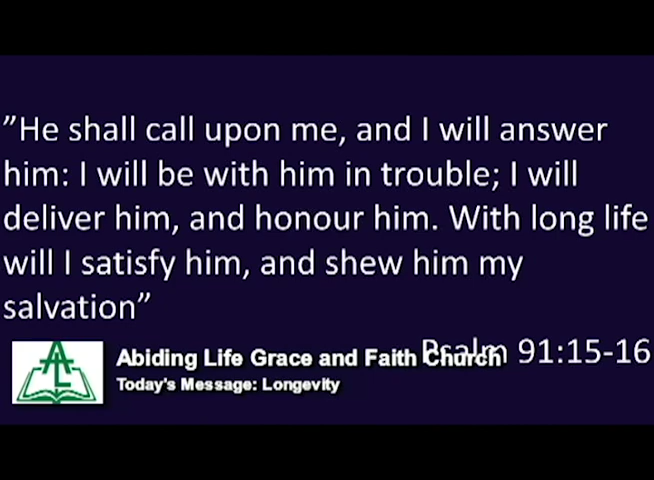 ”He shall call upon me, and I will answer
him: I will be with him in trouble; I will
deliver him, and honour him. With long life
will I satisfy him, and shew him my
salvation”
Psalm 91:15-16
AL
Abiding Life Grace and Faith Church
Today's Message: Longevity